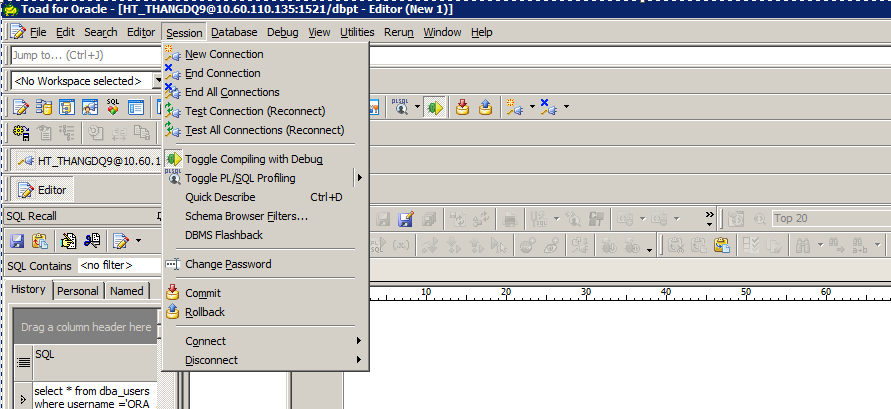 Toad for Oracle - [HT_THANGDQ9@10.60.110.135:1521/dbpt - Editor (New 1)]
File Edit Search Editor Session Database Debug View Utilities Rerun Window Help
Jump to... (Ctrl+J)
<No Workspace selected>
New Connection
End Connection
End All Connections
Test Connection (Reconnect)
Test All Connections (Reconnect)
Toggle Compiling with Debug
Toggle PL/SQL Profiling
Quick Describe Ctrl+D
Schema Browser Filters...
DBMS Flashback
Change Password
Commit
Rollback
Connect
Disconnect
SQL
PLSQL
HT_THANGDQ9@10.60.1
Editor
SQL Recall
Top 20
SQL Contains <no filter>
History Personal Named
10 20 30 40 50 60
Drag a column header here
SQL
select * from dba_users
where username ='ORA